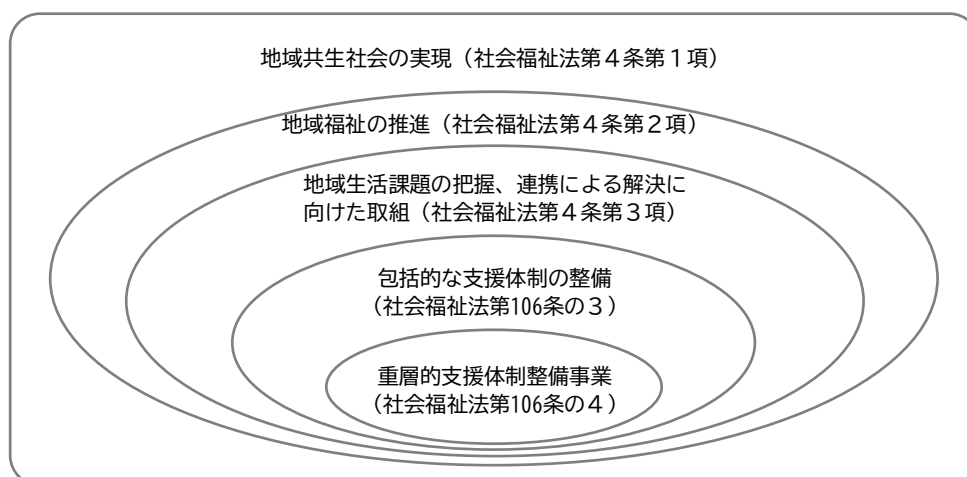 地域共生社会の実現（社会福祉法第４条第１項）
地域福祉の推進（社会福祉法第４条第２項）
地域生活課題の把握、連携による解決に
向けた取組（社会福祉法第４条第３項）
包括的な支援体制の整備
（社会福祉法第106条の３）
重層的支援体制整備事業
（社会福祉法第106条の４）